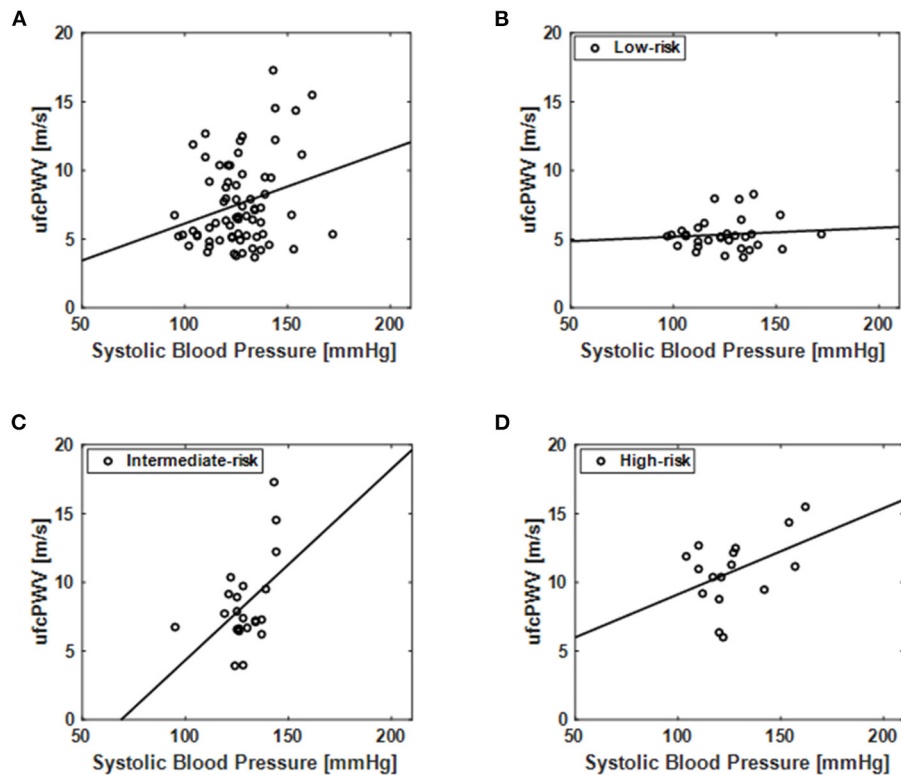 A
20
15
10
5
0
50 100 150 200
ufcPWV [m/s]
Systolic Blood Pressure [mmHg]
B
Low-risk
20
15
10
5
0
50 100 150 200
ufcPWV [m/s]
Systolic Blood Pressure [mmHg]
C
Intermediate-risk
20
15
10
5
0
50 100 150 200
ufcPWV [m/s]
Systolic Blood Pressure [mmHg]
D
High-risk
20
15
10
5
0
50 100 150 200
ufcPWV [m/s]
Systolic Blood Pressure [mmHg]